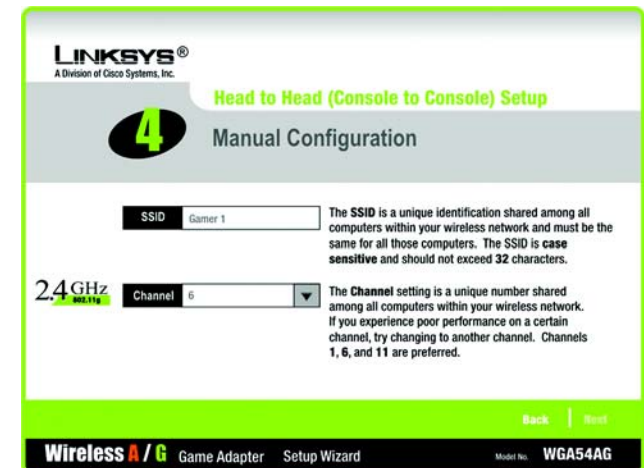 LINKSYS®
A Division of Cisco Systems, Inc.
Head to Head (Console to Console) Setup
4
Manual Configuration
SSID
Gamer 1
The SSID is a unique identification shared among all
computers within your wireless network and must be the
same for all those computers. The SSID is case
sensitive and should not exceed 32 characters.
2.4 GHz
802.11g
Channel
6
The Channel setting is a unique number shared
among all computers within your wireless network.
If you experience poor performance on a certain
channel, try changing to another channel. Channels
1, 6, and 11 are preferred.
Back | Next
Wireless A / G Game Adapter Setup Wizard Model No. WGA54AG